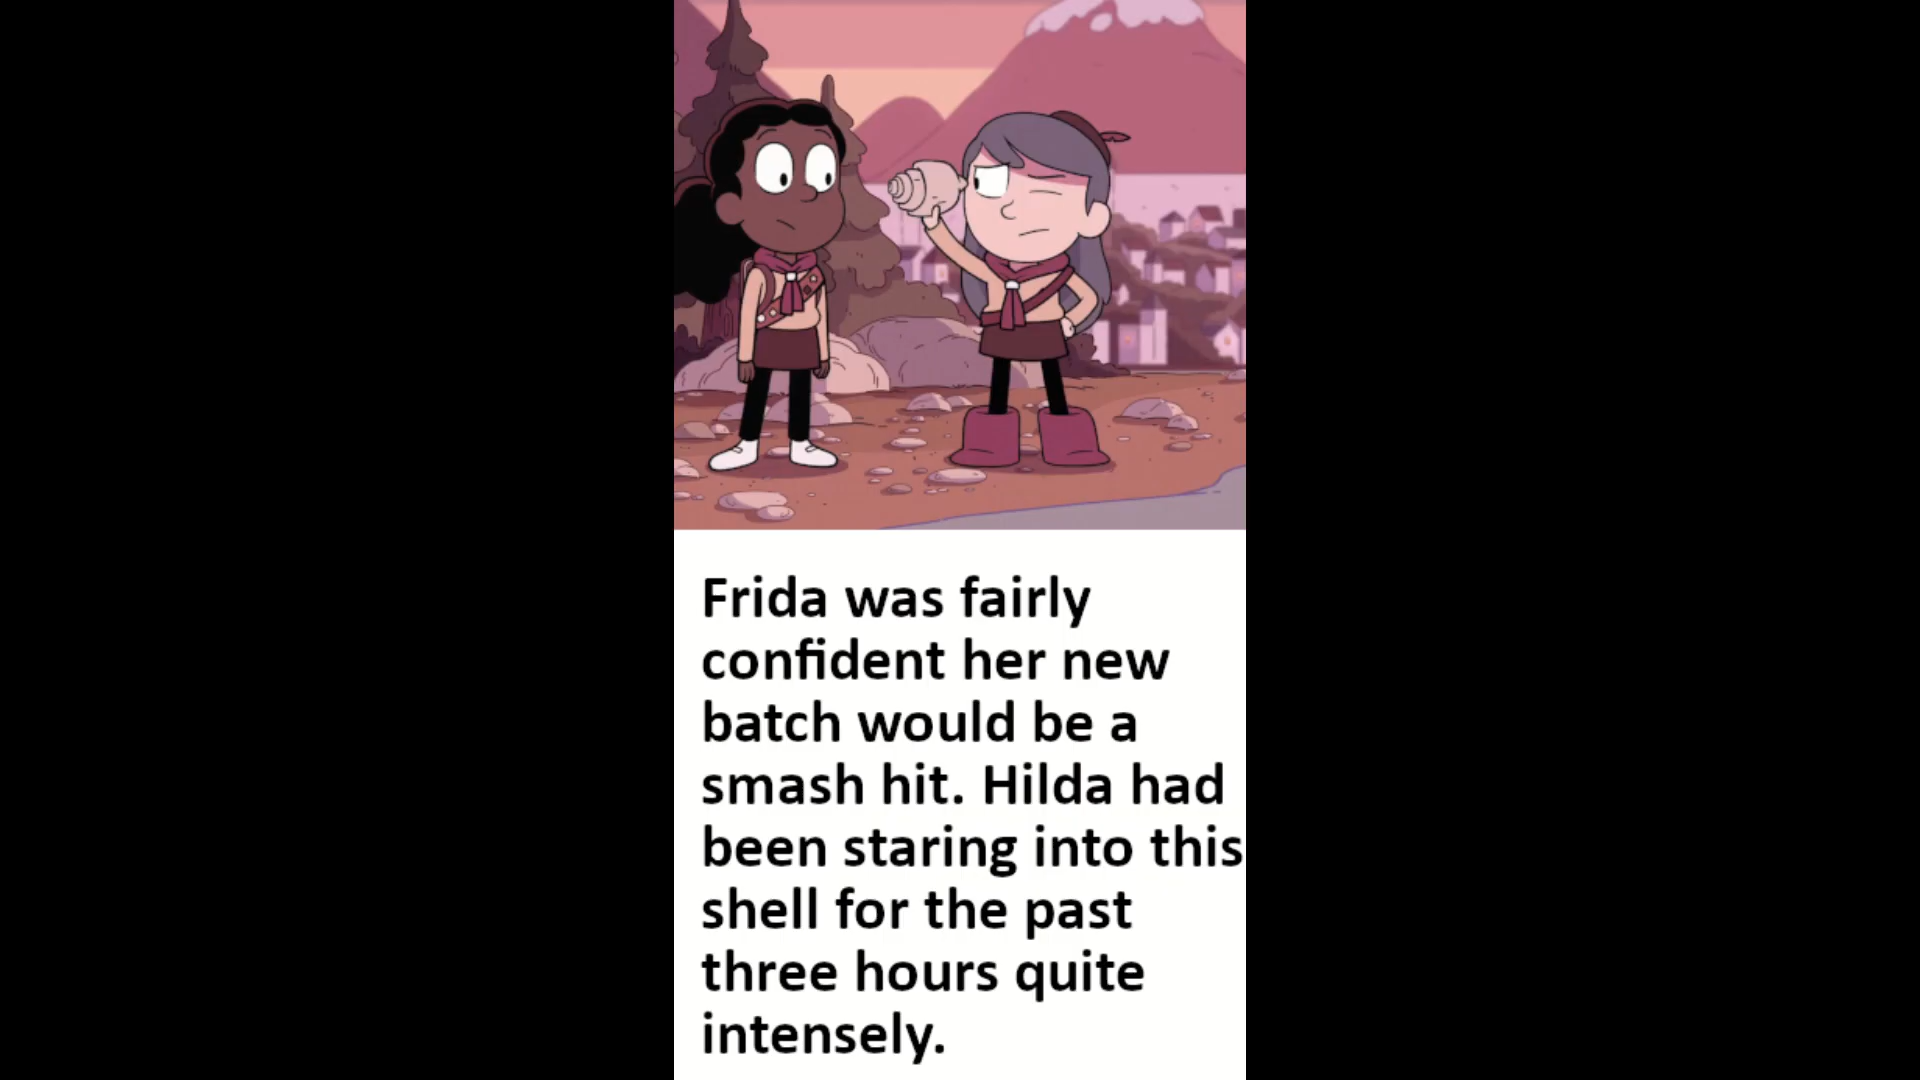 Frida was fairly
confident her new
batch would be a
smash hit. Hilda had
been staring into this
shell for the past
three hours quite
intensely.